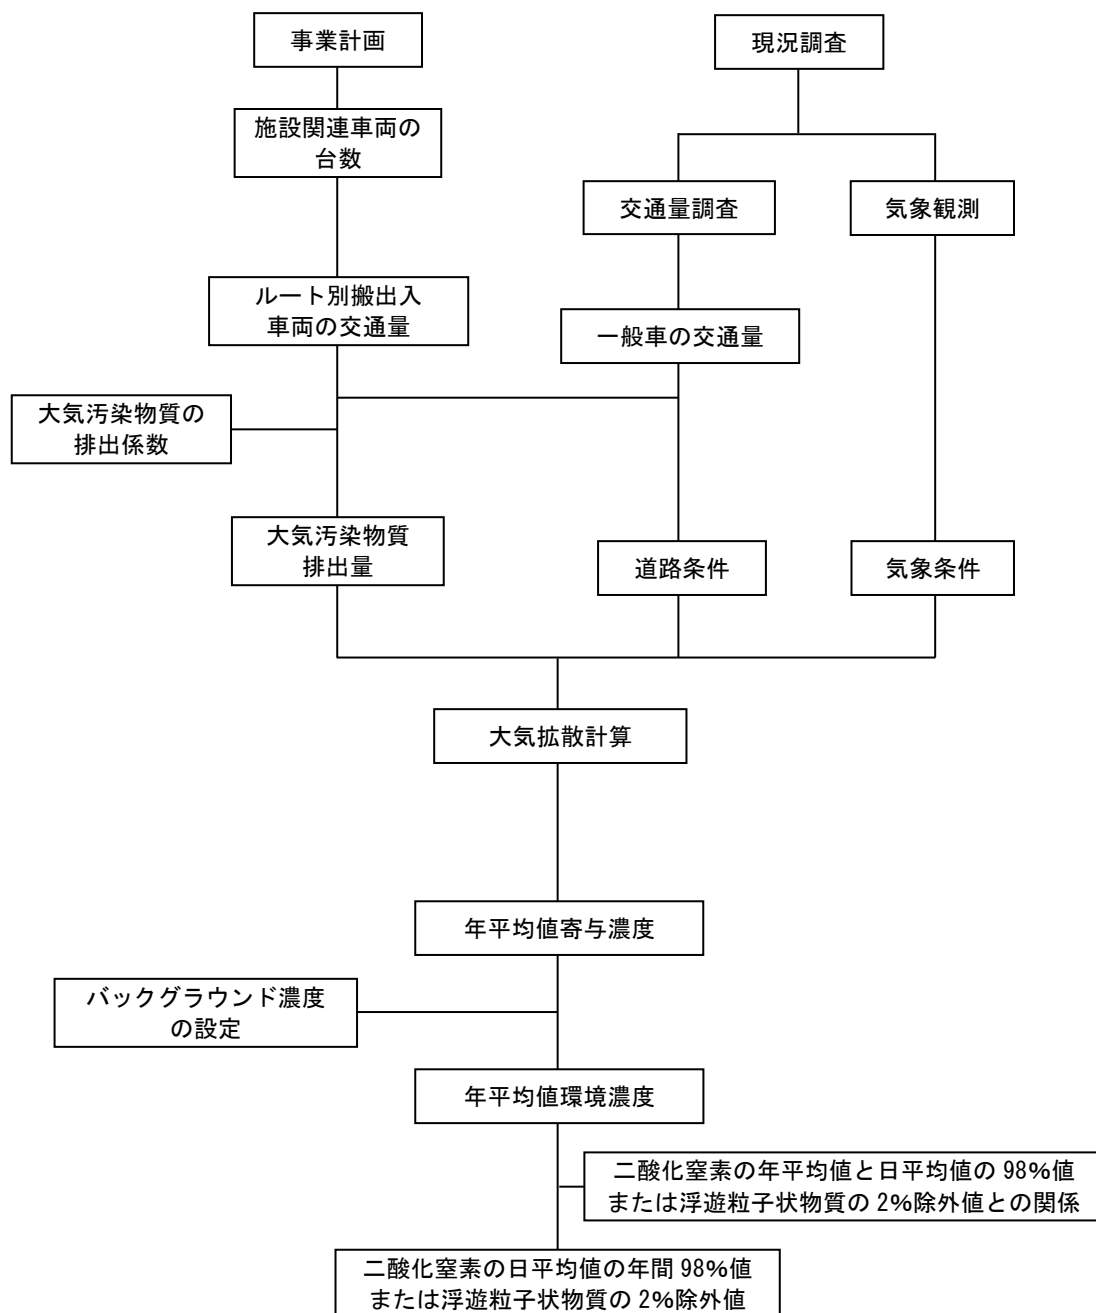 事業計画
現況調査
施設関連車両の
台数
交通量調査
気象観測
ルート別搬出入
車両の交通量
一般車の交通量
大気汚染物質の
排出係数
大気汚染物質
排出量
道路条件
気象条件
大気拡散計算
年平均値寄与濃度
バックグラウンド濃度
の設定
年平均値環境濃度
二酸化窒素の年平均値と日平均値の 98%値
または浮遊粒子状物質の 2%除外値との関係
二酸化窒素の日平均値の年間 98%値
または浮遊粒子状物質の 2%除外値